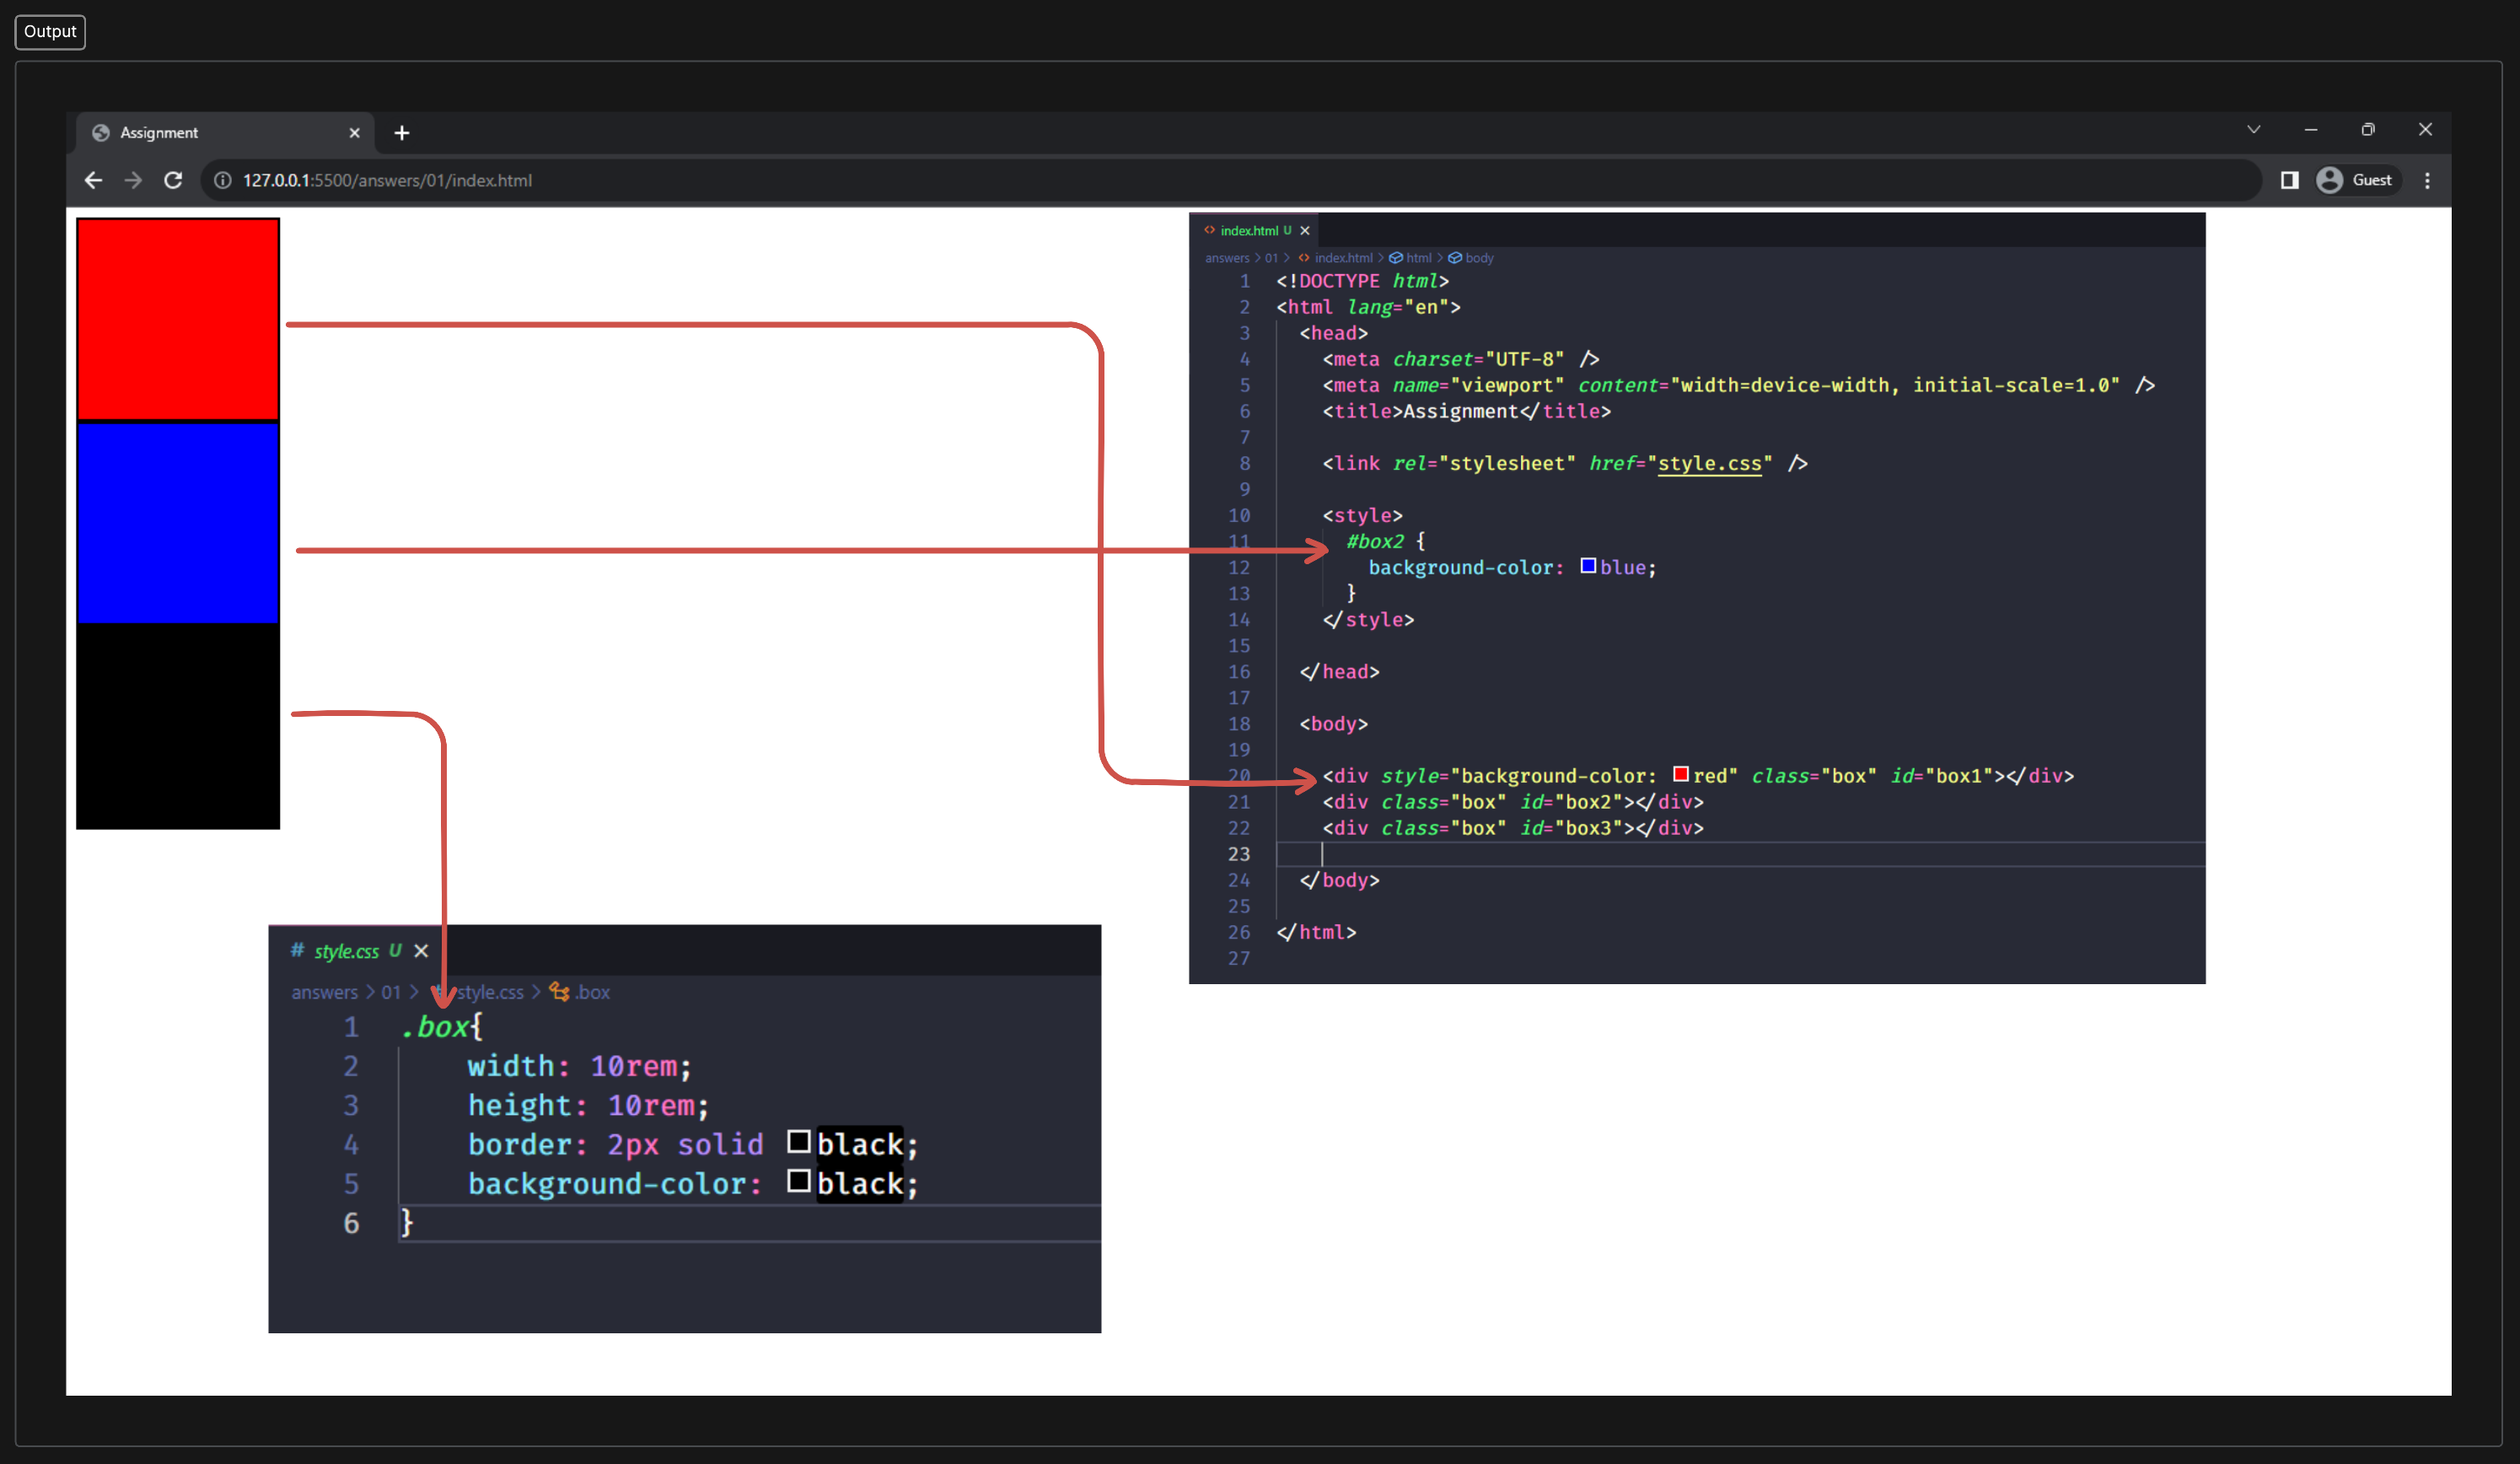 Output
Assignment
127.0.0.1:5500/answers/01/index.html
Guest
index.html U
answers > 01 > index.html > html > body
1 <!DOCTYPE html>
2 <html lang="en">
3 <head>
4 <meta charset="UTF-8" />
5 <meta name="viewport" content="width=device-width, initial-scale=1.0" />
6 <title>Assignment</title>
7
8 <link rel="stylesheet" href="style.css" />
9
10 <style>
11 #box2 {
12 background-color: blue;
13 }
14 </style>
15
16 </head>
17
18 <body>
19
20 <div style="background-color: red" class="box" id="box1"></div>
21 <div class="box" id="box2"></div>
22 <div class="box" id="box3"></div>
23
24 </body>
25
26 </html>
27
# style.css U
answers > 01 > # style.css > .box
1 .box{
2 width: 10rem;
3 height: 10rem;
4 border: 2px solid black;
5 background-color: black;
6 }